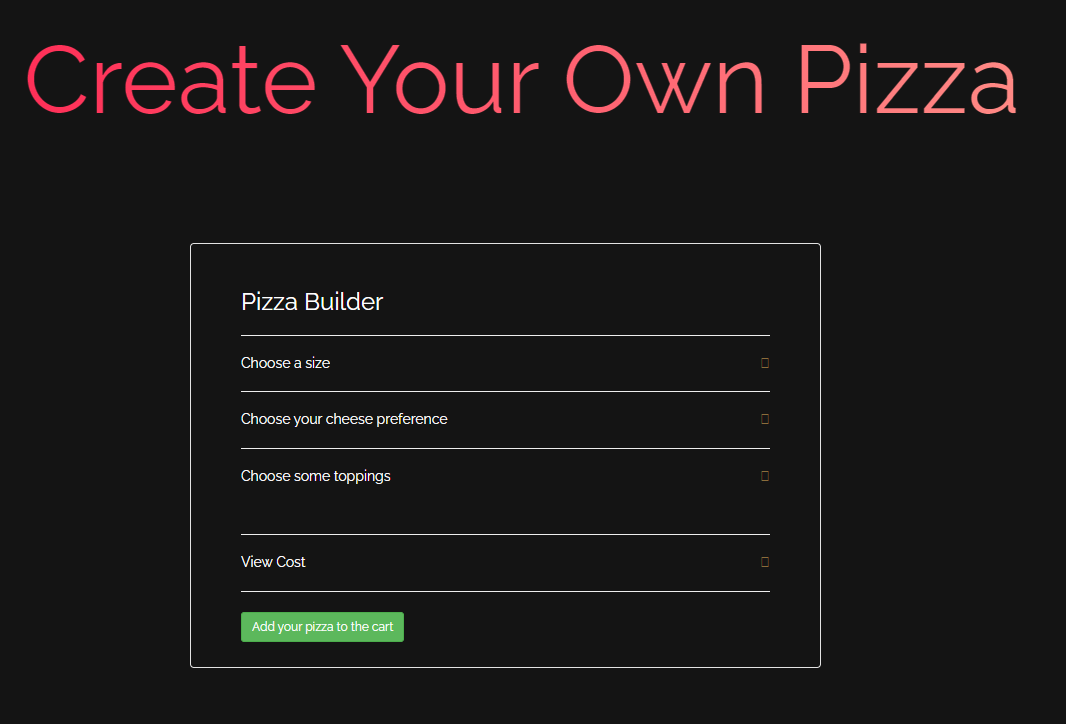 Create Your Own Pizza
Pizza Builder
Choose a size
Choose your cheese preference
Choose some toppings
View Cost
Add your pizza to the cart